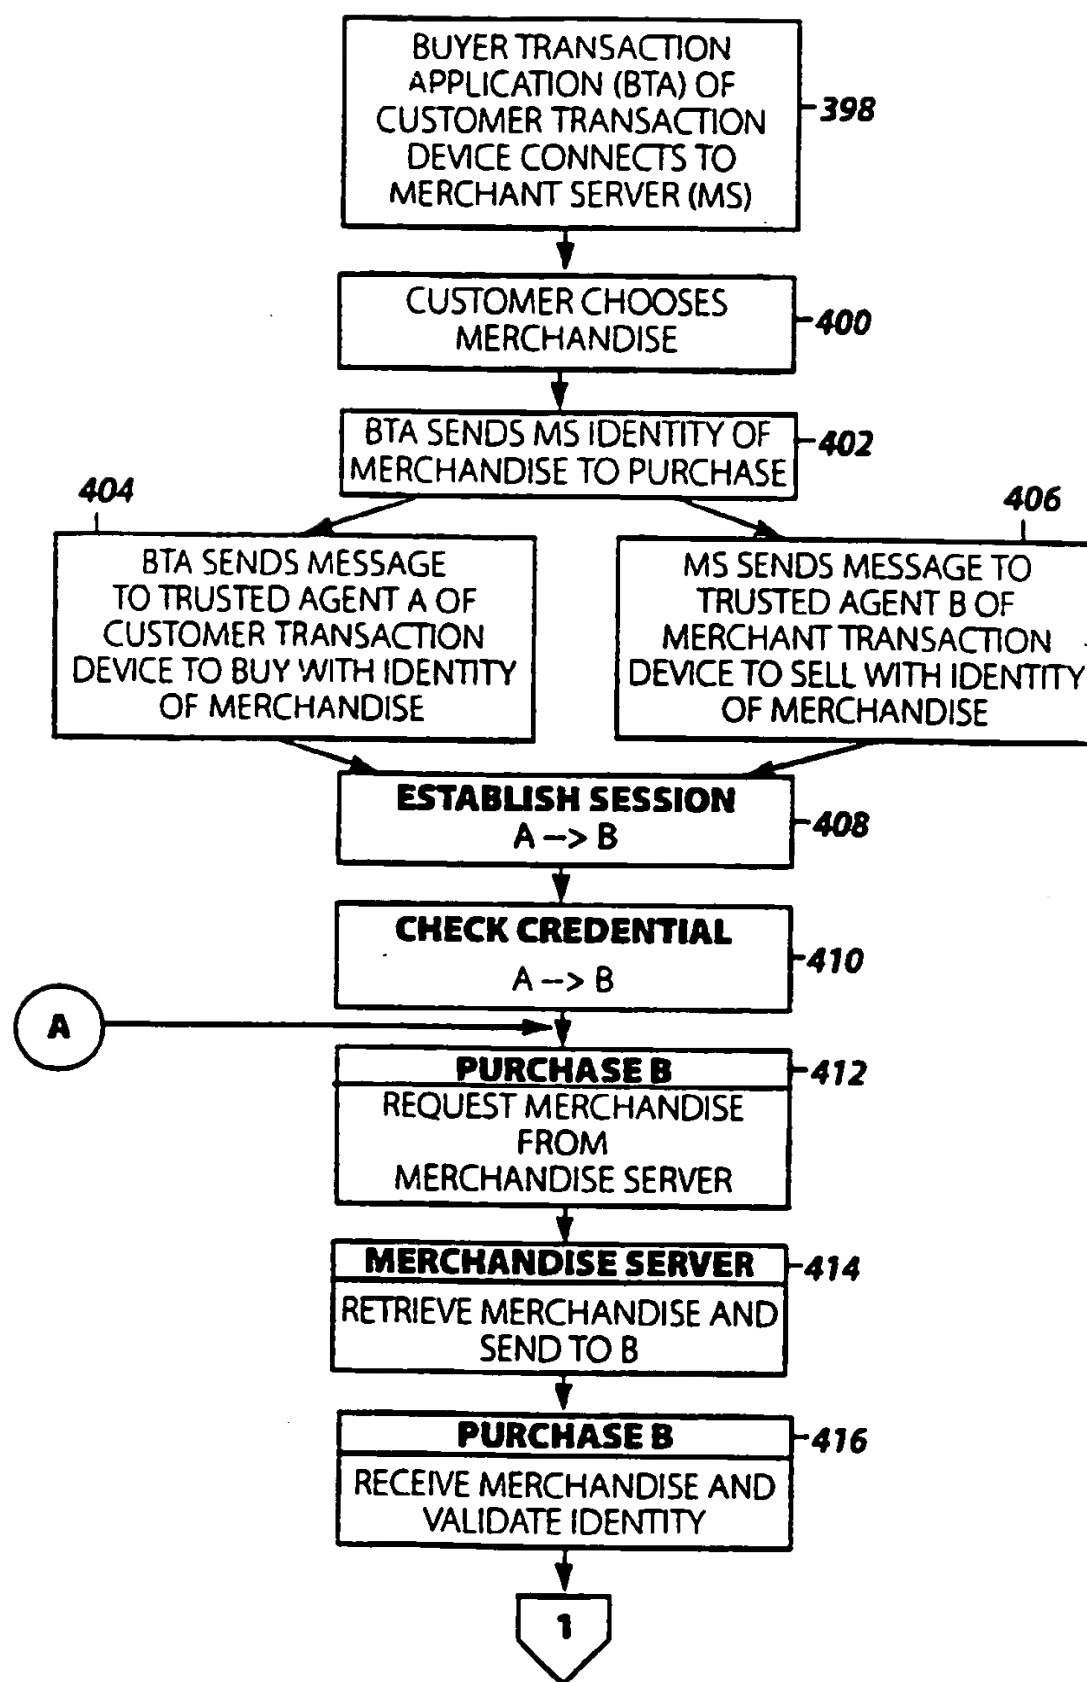 BUYER TRANSACTION
APPLICATION (BTA) OF
CUSTOMER TRANSACTION
DEVICE CONNECTS TO
MERCHANT SERVER (MS)
398
CUSTOMER CHOOSES
MERCHANDISE
400
BTA SENDS MS IDENTITY OF
MERCHANDISE TO PURCHASE
402
404
BTA SENDS MESSAGE
TO TRUSTED AGENT A OF
CUSTOMER TRANSACTION
DEVICE TO BUY WITH IDENTITY
OF MERCHANDISE
406
MS SENDS MESSAGE TO
TRUSTED AGENT B OF
MERCHANT TRANSACTION
DEVICE TO SELL WITH IDENTITY
OF MERCHANDISE
ESTABLISH SESSION
A --> B
408
CHECK CREDENTIAL
A --> B
410
A
PURCHASE B
412
REQUEST MERCHANDISE
FROM
MERCHANDISE SERVER
MERCHANDISE SERVER
414
RETRIEVE MERCHANDISE AND
SEND TO B
PURCHASE B
416
RECEIVE MERCHANDISE AND
VALIDATE IDENTITY
1